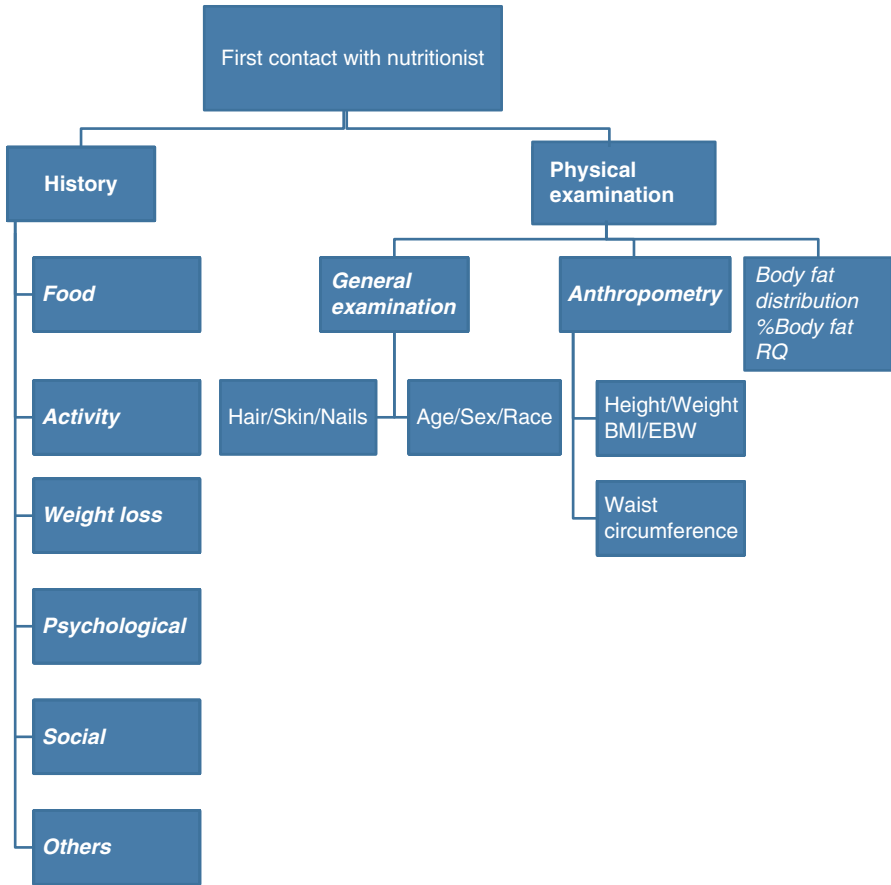 First contact with nutritionist
History
Food
Activity
Weight loss
Psychological
Social
Others
Physical
examination
General
examination
Hair/Skin/Nails
Age/Sex/Race
Anthropometry
Height/Weight
BMI/EBW
Waist
circumference
Body fat
distribution
%Body fat
RQ